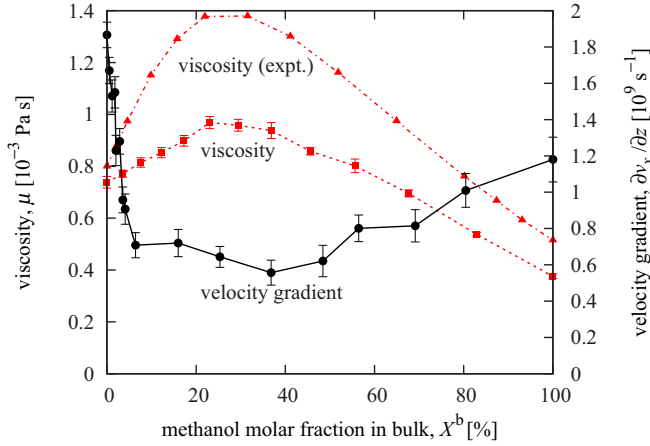 1.4
1.2
1
0.8
0.6
0.4
0.2
0
viscosity, μ [10⁻³ Pa s]
2
1.8
1.6
1.4
1.2
1
0.8
0.6
0.4
0.2
0
velocity gradient, ∂vₓ/∂z [10⁹ s⁻¹]
viscosity (expt.)
viscosity
velocity gradient
0 20 40 60 80 100
methanol molar fraction in bulk, Xᵇ [%]